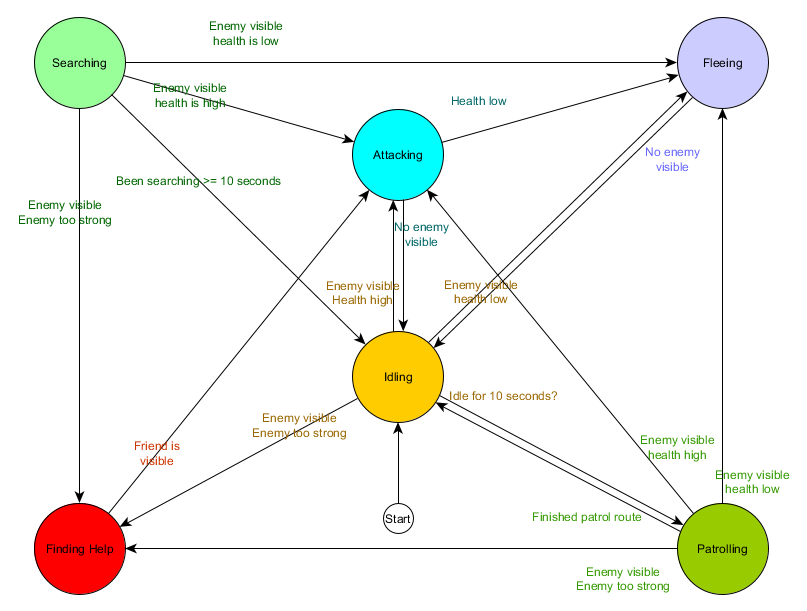 Enemy visible
health is low
Searching
Fleeing
Enemy visible
health is high
Health low
Attacking
No enemy
visible
Been searching >= 10 seconds
Enemy visible
Enemy too strong
No enemy
visible
Enemy visible
Health high
Enemy visible
health low
Idling
Idle for 10 seconds?
Enemy visible
Enemy too strong
Friend is
visible
Enemy visible
health high
Enemy visible
health low
Start
Finished patrol route
Finding Help
Patrolling
Enemy visible
Enemy too strong